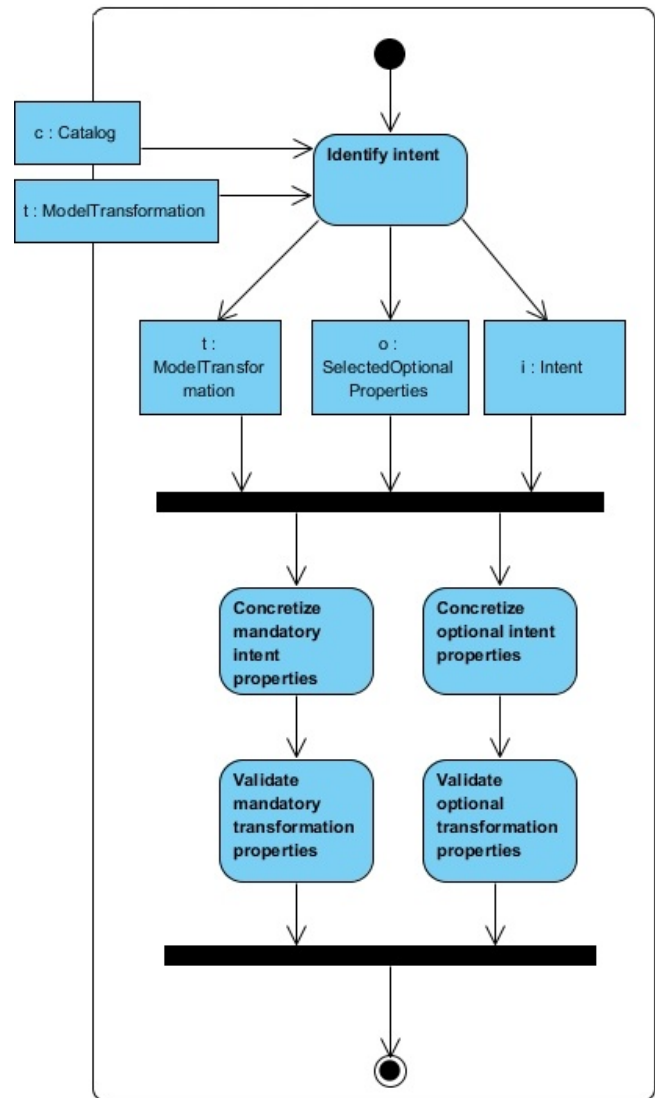 c : Catalog
Identify intent
t : ModelTransformation
t :
ModelTransfor
mation
o :
SelectedOptional
Properties
i : Intent
Concretize
mandatory
intent
properties
Concretize
optional intent
properties
Validate
mandatory
transformation
properties
Validate
optional
transformation
properties